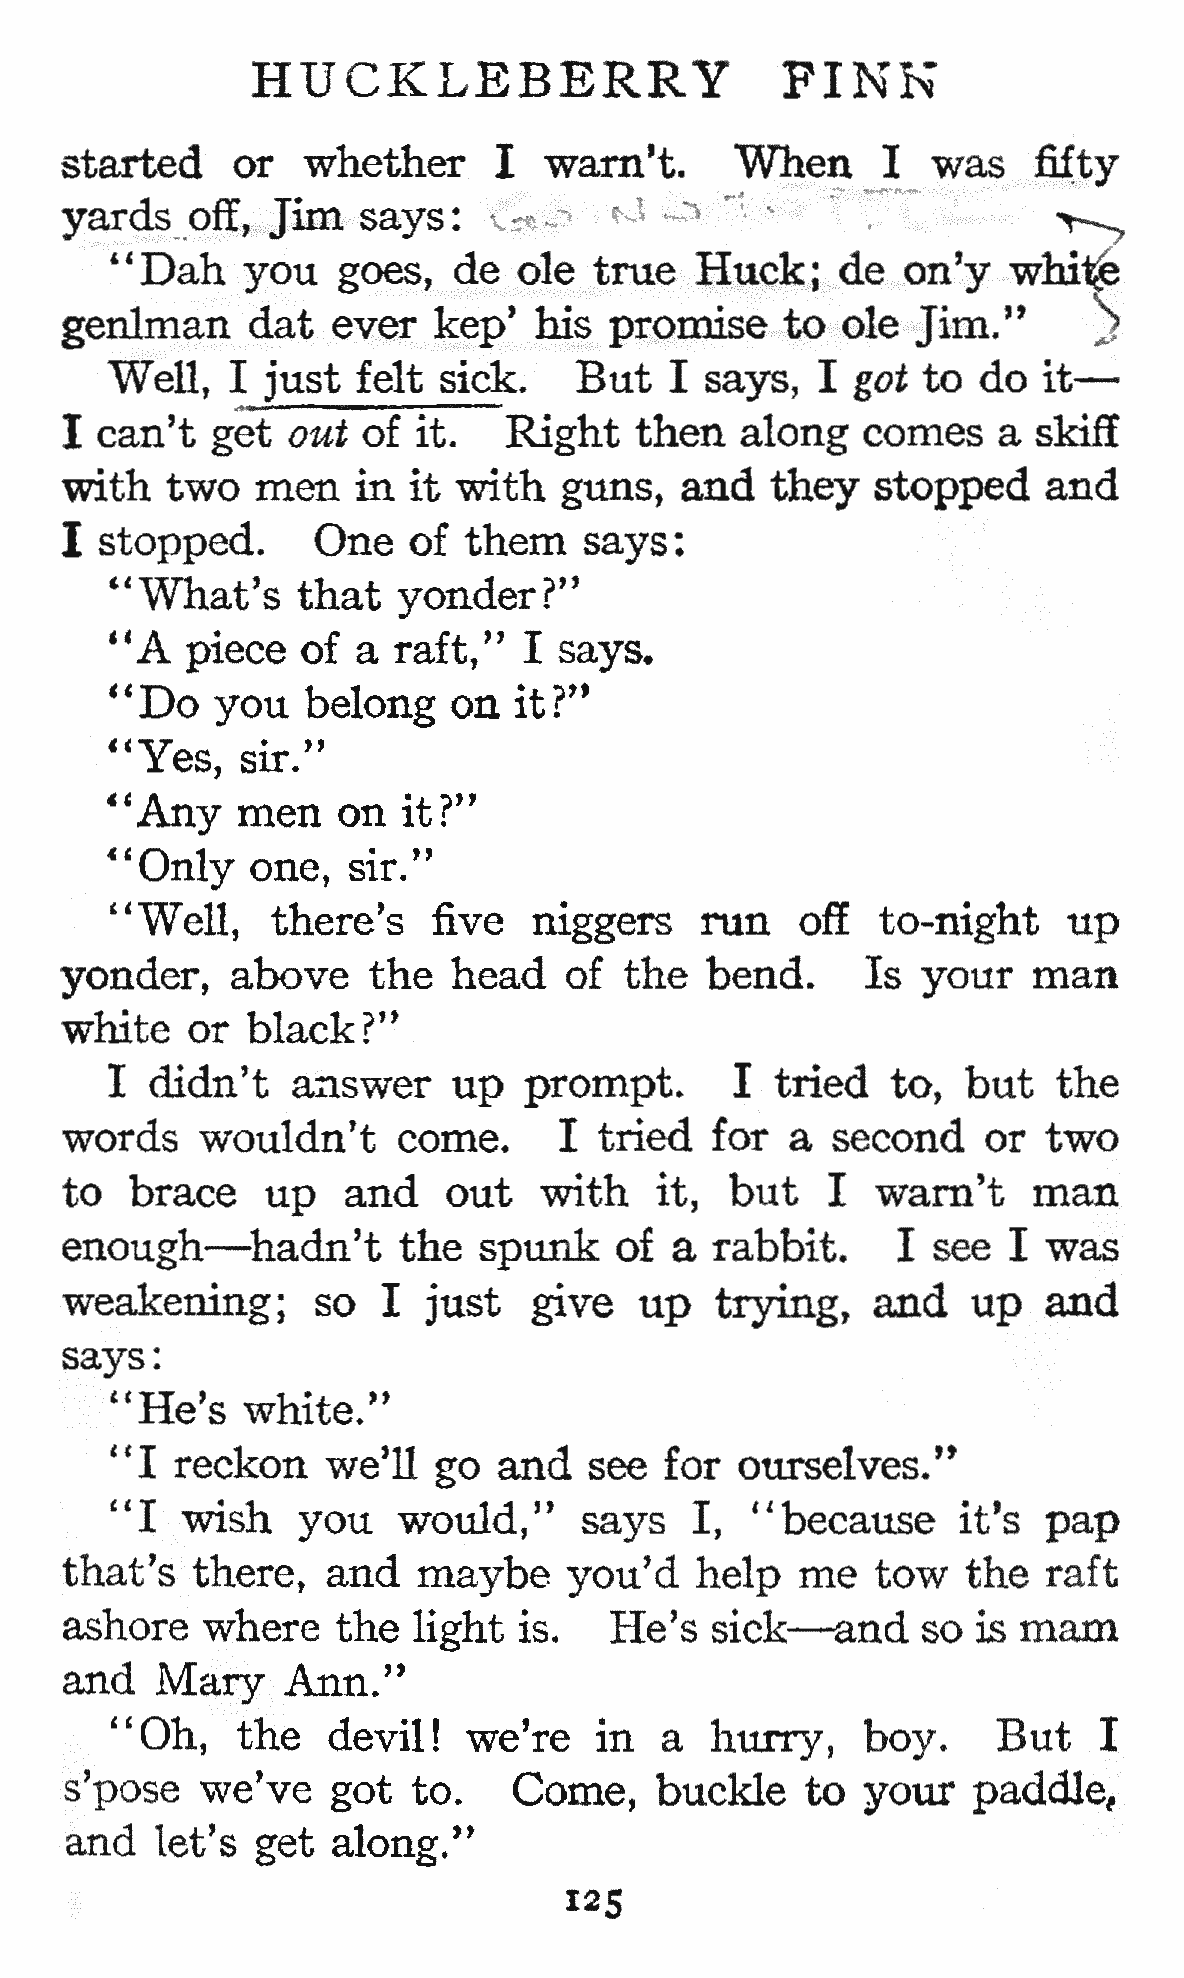 HUCKLEBERRY FINN
started or whether I warn't. When I was fifty
yards off, Jim says:
"Dah you goes, de ole true Huck; de on'y white
genlman dat ever kep' his promise to ole Jim."
Well, I just felt sick. But I says, I got to do it—
I can't get out of it. Right then along comes a skiff
with two men in it with guns, and they stopped and
I stopped. One of them says:
"What's that yonder?"
"A piece of a raft," I says.
"Do you belong on it?"
"Yes, sir."
"Any men on it?"
"Only one, sir."
"Well, there's five niggers run off to-night up
yonder, above the head of the bend. Is your man
white or black?"
I didn't answer up prompt. I tried to, but the
words wouldn't come. I tried for a second or two
to brace up and out with it, but I warn't man
enough—hadn't the spunk of a rabbit. I see I was
weakening; so I just give up trying, and up and
says:
"He's white."
"I reckon we'll go and see for ourselves."
"I wish you would," says I, "because it's pap
that's there, and maybe you'd help me tow the raft
ashore where the light is. He's sick—and so is mam
and Mary Ann."
"Oh, the devil! we're in a hurry, boy. But I
s'pose we've got to. Come, buckle to your paddle,
and let's get along."
125